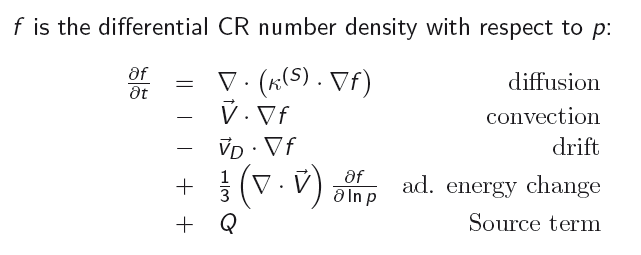 f is the differential CR number density with respect to p:
∂f/∂t = ∇ · (κ^(S) · ∇f) diffusion
− V⃗ · ∇f convection
− v⃗_D · ∇f drift
+ 1/3 (∇ · V⃗) ∂f/∂ ln p ad. energy change
+ Q Source term